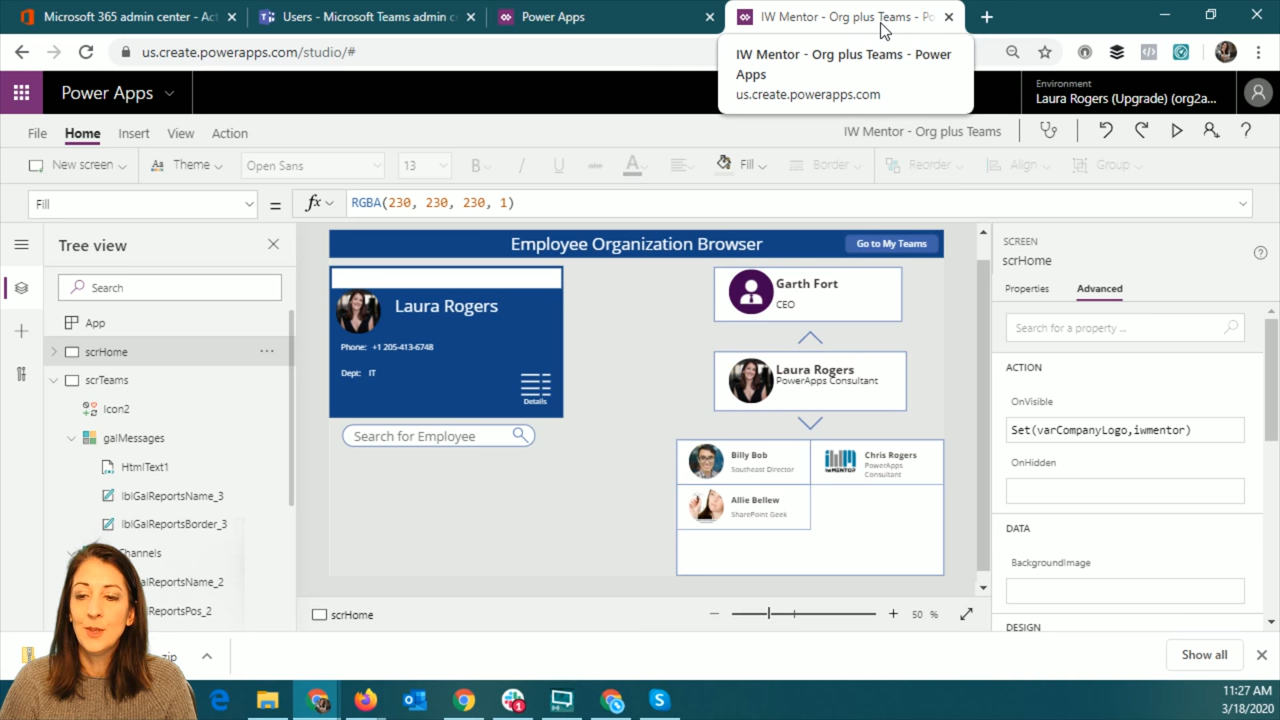 Microsoft 365 admin center - Act
Users - Microsoft Teams admin c
Power Apps
IW Mentor - Org plus Teams - Po
us.create.powerapps.com/studio/#
IW Mentor - Org plus Teams - Power
Apps
us.create.powerapps.com
Power Apps
Environment
Laura Rogers (Upgrade) (org2a...
File
Home
Insert
View
Action
IW Mentor - Org plus Teams
New screen
Theme
Open Sans
13
B
/
U
abc
A
Fill
Border
Reorder
Align
Group
Fill
=
fx
RGBA(230, 230, 230, 1)
Tree view
Search
App
scrHome
scrTeams
Icon2
galMessages
HtmlText1
lblGalReportsName_3
lblGalReportsBorder_3
Channels
ReportsName_2
ReportsPos_2
Employee Organization Browser
Go to My Teams
Laura Rogers
Phone: +1 205-413-6748
Dept: IT
Details
Search for Employee
Garth Fort
CEO
Laura Rogers
PowerApps Consultant
Billy Bob
Southeast Director
IWMENTOR
Chris Rogers
PowerApps
Consultant
Allie Bellew
SharePoint Geek
scrHome
50 %
SCREEN
scrHome
Properties
Advanced
Search for a property ...
ACTION
OnVisible
Set(varCompanyLogo,iwmentor)
OnHidden
DATA
BackgroundImage
DESIGN
zip
Show all
11:27 AM
3/18/2020